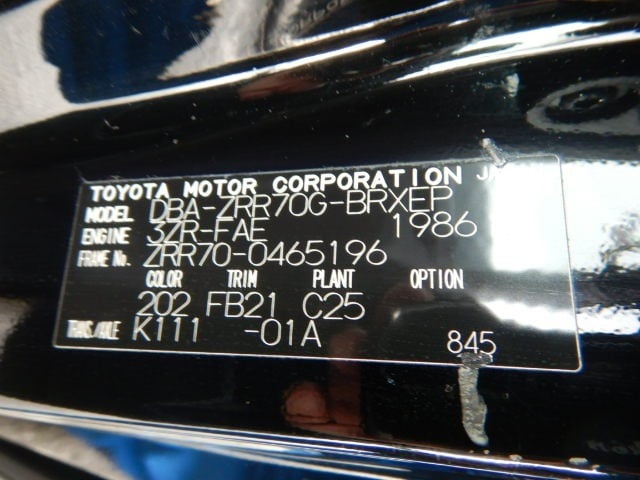 TOYOTA MOTOR CORPORATION
MODEL DBA-ZRR70G-BRXEP
ENGINE 3ZR-FAE 1986
FRAME No. ZRR70-0465196
COLOR TRIM PLANT OPTION
202 FB21 C25
TRANS/AXLE K111 -01A
845